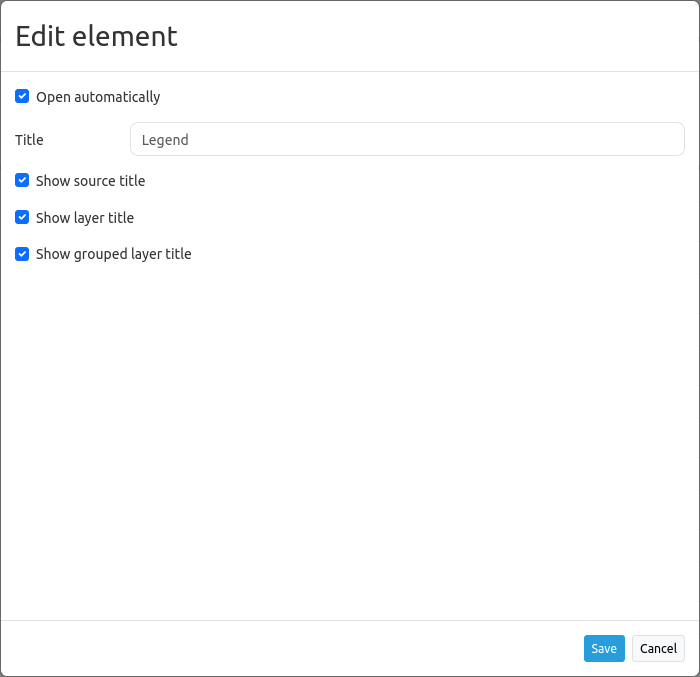 Edit element
Open automatically
Title
Legend
Show source title
Show layer title
Show grouped layer title
Save
Cancel